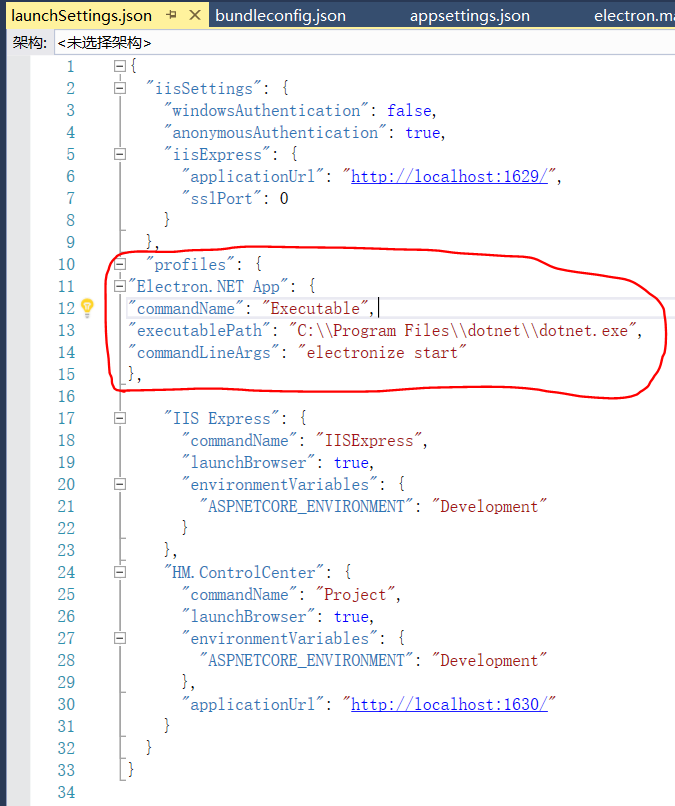 launchSettings.json bundleconfig.json appsettings.json electron.ma
架构: <未选择架构>
1 {
2 "iisSettings": {
3 "windowsAuthentication": false,
4 "anonymousAuthentication": true,
5 "iisExpress": {
6 "applicationUrl": "http://localhost:1629/",
7 "sslPort": 0
8 }
9 },
10 "profiles": {
11 "Electron.NET App": {
12 "commandName": "Executable",
13 "executablePath": "C:\\Program Files\\dotnet\\dotnet.exe",
14 "commandLineArgs": "electronize start"
15 },
16
17 "IIS Express": {
18 "commandName": "IISExpress",
19 "launchBrowser": true,
20 "environmentVariables": {
21 "ASPNETCORE_ENVIRONMENT": "Development"
22 }
23 },
24 "HM.ControlCenter": {
25 "commandName": "Project",
26 "launchBrowser": true,
27 "environmentVariables": {
28 "ASPNETCORE_ENVIRONMENT": "Development"
29 },
30 "applicationUrl": "http://localhost:1630/"
31 }
32 }
33 }
34